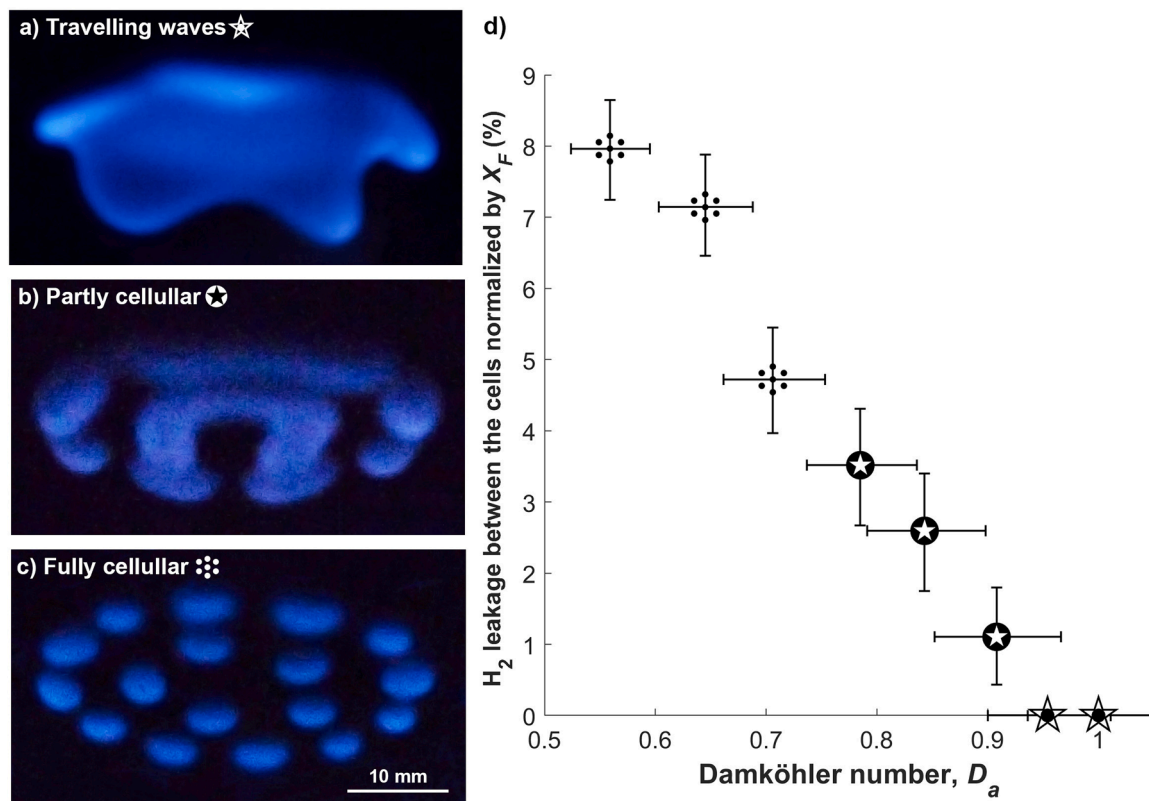 a) Travelling waves
b) Partly cellullar
c) Fully cellullar
10 mm
d)
H2 leakage between the cells normalized by XF (%)
9
8
7
6
5
4
3
2
1
0
0.5 0.6 0.7 0.8 0.9 1
Damköhler number, Da